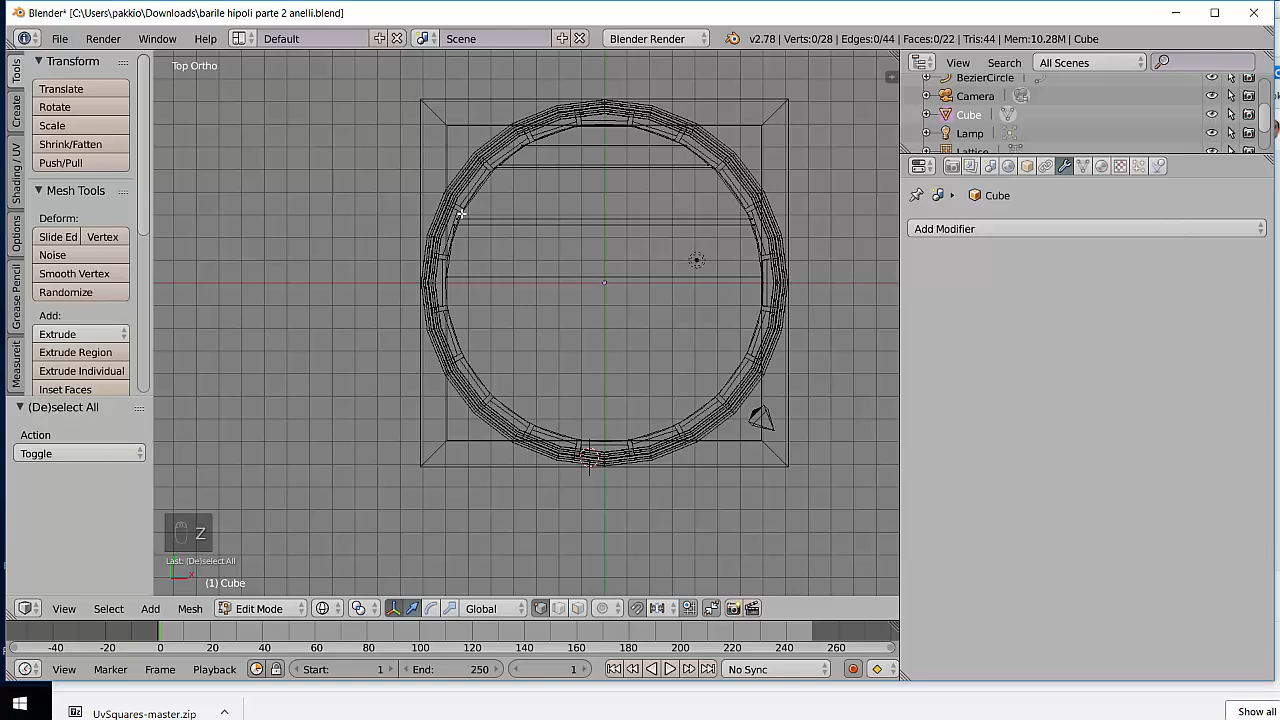 Blender* [C:\Users\pakkio\Downloads\barile hipoli parte 2 anelli.blend]
File Render Window Help Default Scene Blender Render v2.78 | Verts:0/28 | Edges:0/44 | Faces:0/22 | Tris:44 | Mem:10.28M | Cube
View Search All Scenes
Top Ortho
Tools
Create
Shading / UV
Options
Grease Pencil
Measureit
Transform
Translate
Rotate
Scale
Shrink/Fatten
Push/Pull
Mesh Tools
Deform:
Slide Ed Vertex
Noise
Smooth Vertex
Randomize
Add:
Extrude
Extrude Region
Extrude Individual
Inset Faces
(De)select All
Action
Toggle
BezierCircle
Camera
Cube
Lamp
Lattice
Cube
Add Modifier
Z
Last: (De)select All
x
(1) Cube
View Select Add Mesh Edit Mode Global
-40 -20 0 20 40 60 80 100 120 140 160 180 200 220 240 260
View Marker Frame Playback Start: 1 End: 250 1 No Sync
UvSquares-master.zip
Show all